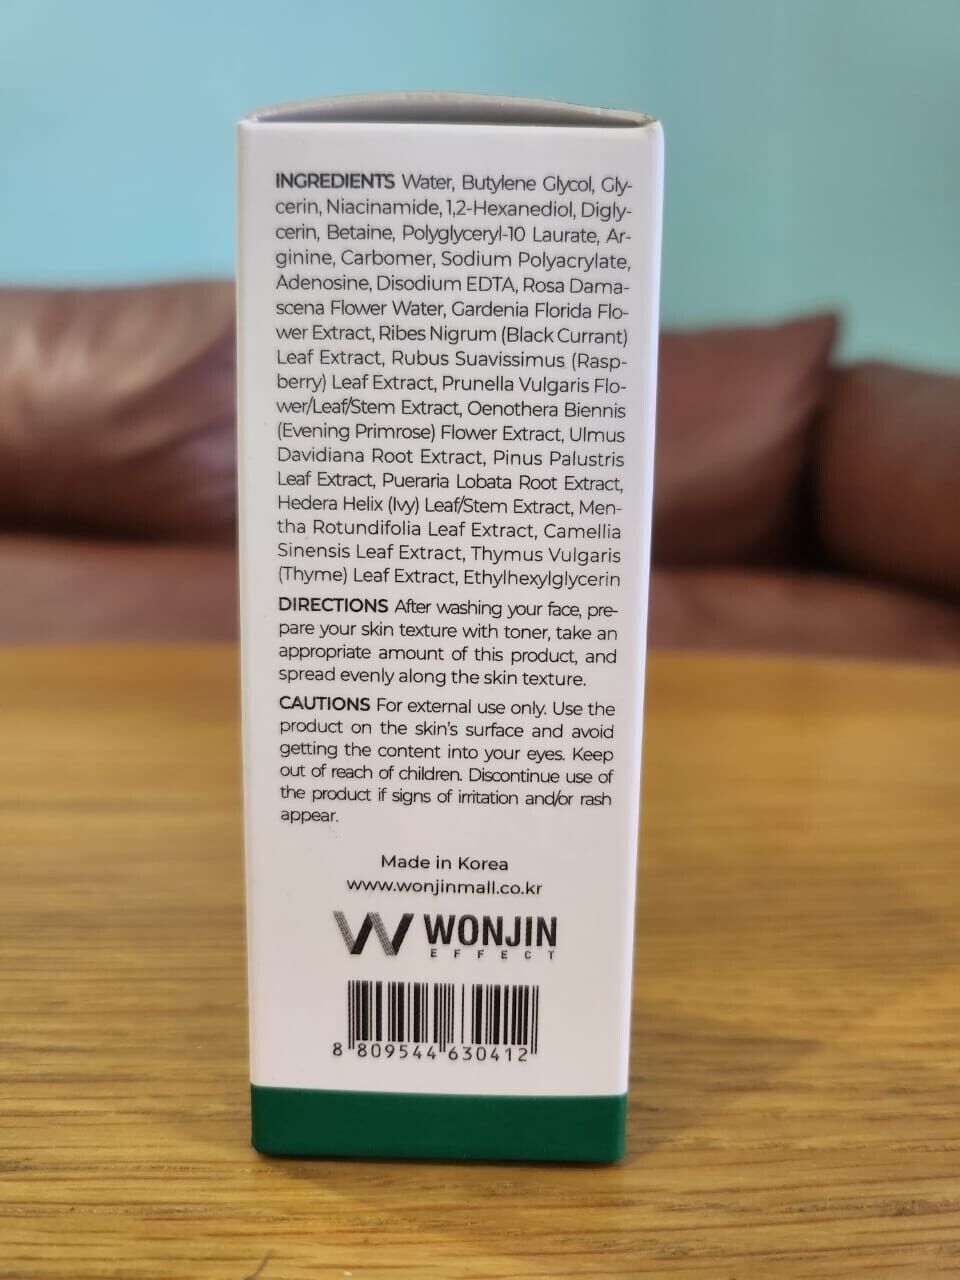 INGREDIENTS Water, Butylene Glycol, Gly-
cerin, Niacinamide, 1,2-Hexanediol, Digly-
cerin, Betaine, Polyglyceryl-10 Laurate, Ar-
ginine, Carbomer, Sodium Polyacrylate,
Adenosine, Disodium EDTA, Rosa Dama-
scena Flower Water, Gardenia Florida Flo-
wer Extract, Ribes Nigrum (Black Currant)
Leaf Extract, Rubus Suavissimus (Rasp-
berry) Leaf Extract, Prunella Vulgaris Flo-
wer/Leaf/Stem Extract, Oenothera Biennis
(Evening Primrose) Flower Extract, Ulmus
Davidiana Root Extract, Pinus Palustris
Leaf Extract, Pueraria Lobata Root Extract,
Hedera Helix (Ivy) Leaf/Stem Extract, Men-
tha Rotundifolia Leaf Extract, Camellia
Sinensis Leaf Extract, Thymus Vulgaris
(Thyme) Leaf Extract, Ethylhexylglycerin
DIRECTIONS After washing your face, pre-
pare your skin texture with toner, take an
appropriate amount of this product, and
spread evenly along the skin texture.
CAUTIONS For external use only. Use the
product on the skin's surface and avoid
getting the content into your eyes. Keep
out of reach of children. Discontinue use of
the product if signs of irritation and/or rash
appear.
Made in Korea
www.wonjinmall.co.kr
W WONJIN
EFFECT
8 809544 630412